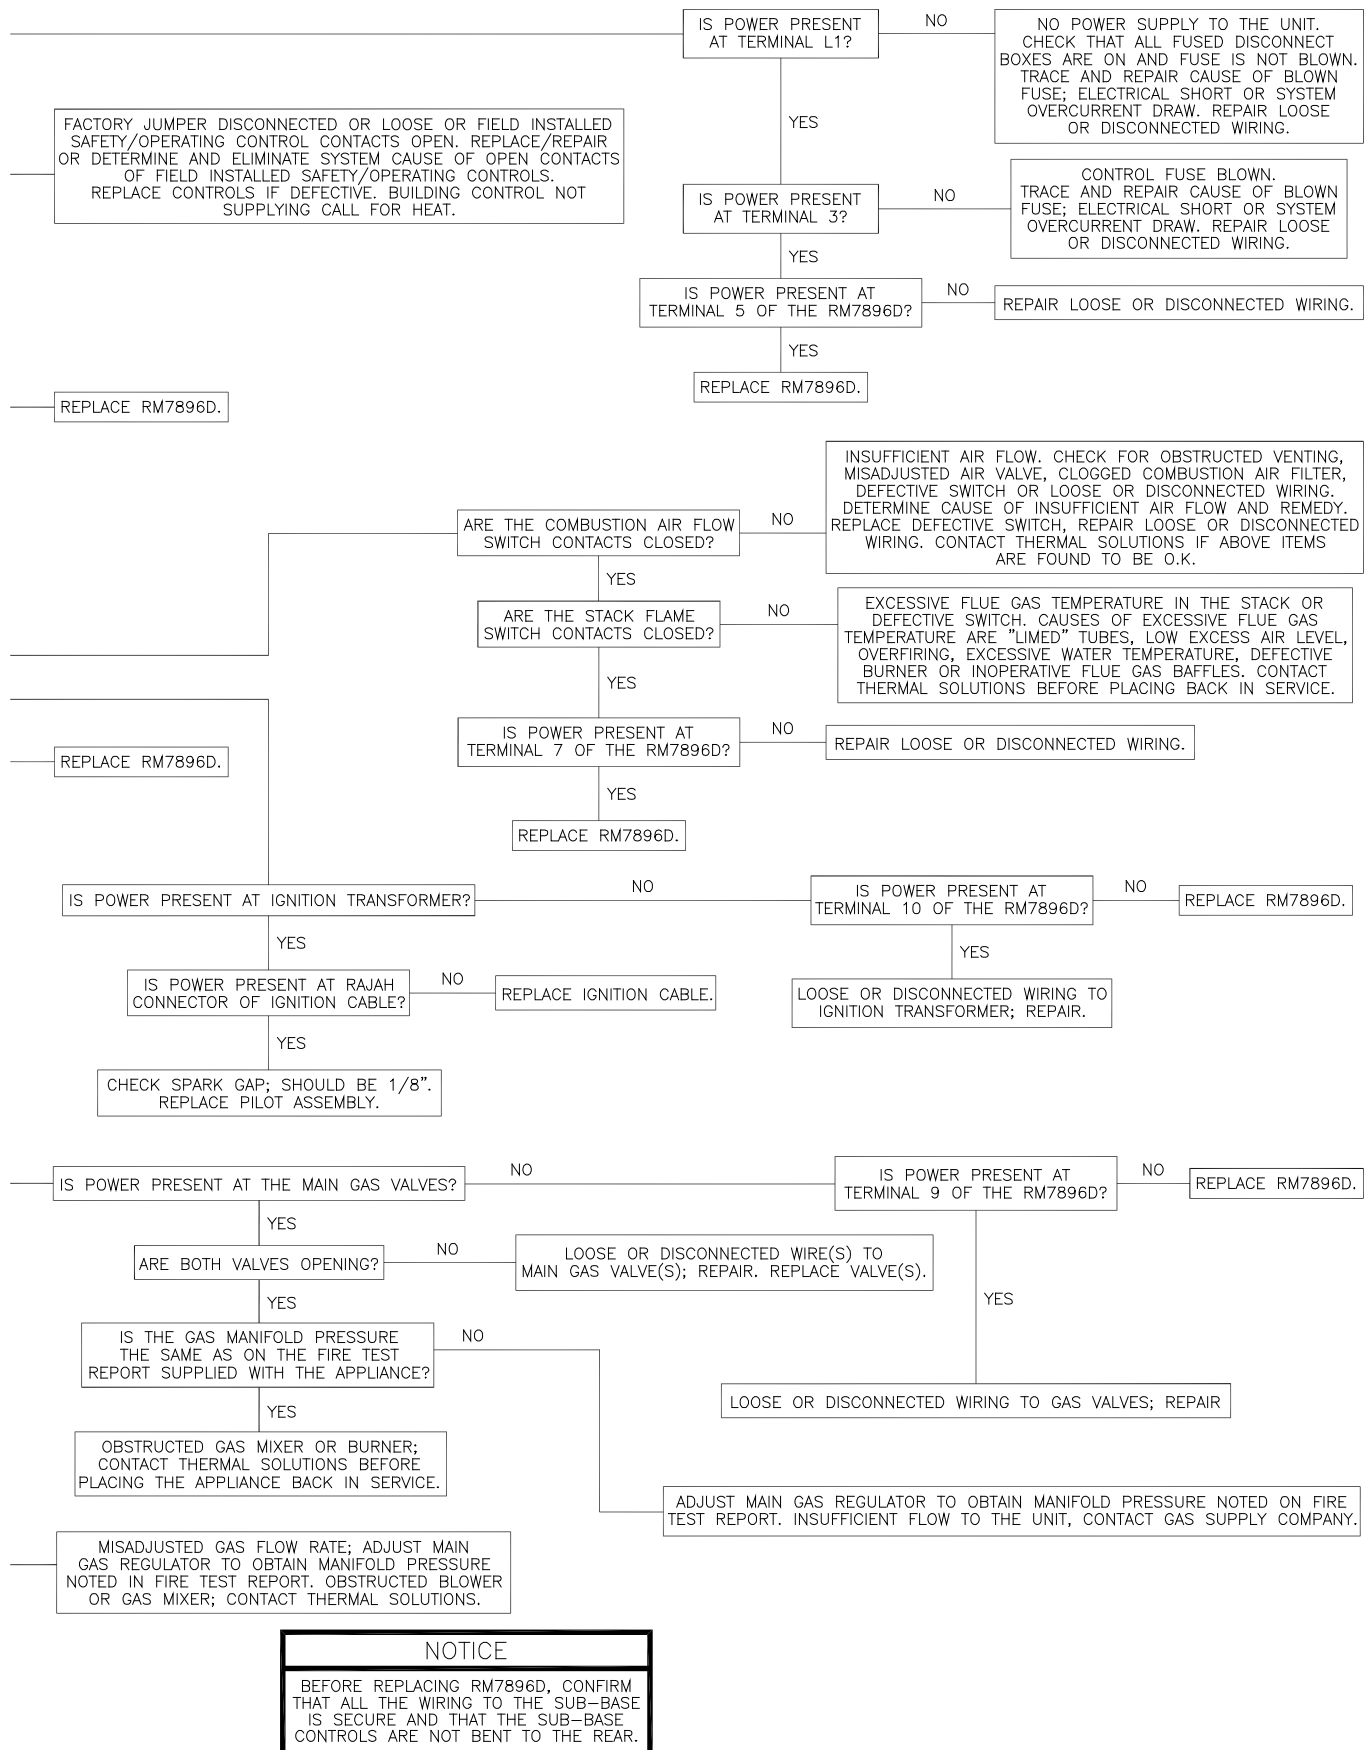 IS POWER PRESENT
AT TERMINAL L1?
NO
NO POWER SUPPLY TO THE UNIT.
CHECK THAT ALL FUSED DISCONNECT
BOXES ARE ON AND FUSE IS NOT BLOWN.
TRACE AND REPAIR CAUSE OF BLOWN
FUSE; ELECTRICAL SHORT OR SYSTEM
OVERCURRENT DRAW. REPAIR LOOSE
OR DISCONNECTED WIRING.
YES
FACTORY JUMPER DISCONNECTED OR LOOSE OR FIELD INSTALLED
SAFETY/OPERATING CONTROL CONTACTS OPEN. REPLACE/REPAIR
OR DETERMINE AND ELIMINATE SYSTEM CAUSE OF OPEN CONTACTS
OF FIELD INSTALLED SAFETY/OPERATING CONTROLS.
REPLACE CONTROLS IF DEFECTIVE. BUILDING CONTROL NOT
SUPPLYING CALL FOR HEAT.
IS POWER PRESENT
AT TERMINAL 3?
NO
CONTROL FUSE BLOWN.
TRACE AND REPAIR CAUSE OF BLOWN
FUSE; ELECTRICAL SHORT OR SYSTEM
OVERCURRENT DRAW. REPAIR LOOSE
OR DISCONNECTED WIRING.
YES
IS POWER PRESENT AT
TERMINAL 5 OF THE RM7896D?
NO
REPAIR LOOSE OR DISCONNECTED WIRING.
YES
REPLACE RM7896D.
REPLACE RM7896D.
ARE THE COMBUSTION AIR FLOW
SWITCH CONTACTS CLOSED?
NO
INSUFFICIENT AIR FLOW. CHECK FOR OBSTRUCTED VENTING,
MISADJUSTED AIR VALVE, CLOGGED COMBUSTION AIR FILTER,
DEFECTIVE SWITCH OR LOOSE OR DISCONNECTED WIRING.
DETERMINE CAUSE OF INSUFFICIENT AIR FLOW AND REMEDY.
REPLACE DEFECTIVE SWITCH, REPAIR LOOSE OR DISCONNECTED
WIRING. CONTACT THERMAL SOLUTIONS IF ABOVE ITEMS
ARE FOUND TO BE O.K.
YES
ARE THE STACK FLAME
SWITCH CONTACTS CLOSED?
NO
EXCESSIVE FLUE GAS TEMPERATURE IN THE STACK OR
DEFECTIVE SWITCH. CAUSES OF EXCESSIVE FLUE GAS
TEMPERATURE ARE "LIMED" TUBES, LOW EXCESS AIR LEVEL,
OVERFIRING, EXCESSIVE WATER TEMPERATURE, DEFECTIVE
BURNER OR INOPERATIVE FLUE GAS BAFFLES. CONTACT
THERMAL SOLUTIONS BEFORE PLACING BACK IN SERVICE.
YES
IS POWER PRESENT AT
TERMINAL 7 OF THE RM7896D?
NO
REPAIR LOOSE OR DISCONNECTED WIRING.
REPLACE RM7896D.
YES
REPLACE RM7896D.
IS POWER PRESENT AT IGNITION TRANSFORMER?
NO
IS POWER PRESENT AT
TERMINAL 10 OF THE RM7896D?
NO
REPLACE RM7896D.
YES
YES
IS POWER PRESENT AT RAJAH
CONNECTOR OF IGNITION CABLE?
NO
REPLACE IGNITION CABLE.
LOOSE OR DISCONNECTED WIRING TO
IGNITION TRANSFORMER; REPAIR.
YES
CHECK SPARK GAP; SHOULD BE 1/8".
REPLACE PILOT ASSEMBLY.
IS POWER PRESENT AT THE MAIN GAS VALVES?
NO
IS POWER PRESENT AT
TERMINAL 9 OF THE RM7896D?
NO
REPLACE RM7896D.
YES
ARE BOTH VALVES OPENING?
NO
LOOSE OR DISCONNECTED WIRE(S) TO
MAIN GAS VALVE(S); REPAIR. REPLACE VALVE(S).
YES
YES
IS THE GAS MANIFOLD PRESSURE
THE SAME AS ON THE FIRE TEST
REPORT SUPPLIED WITH THE APPLIANCE?
NO
LOOSE OR DISCONNECTED WIRING TO GAS VALVES; REPAIR
YES
OBSTRUCTED GAS MIXER OR BURNER;
CONTACT THERMAL SOLUTIONS BEFORE
PLACING THE APPLIANCE BACK IN SERVICE.
ADJUST MAIN GAS REGULATOR TO OBTAIN MANIFOLD PRESSURE NOTED ON FIRE
TEST REPORT. INSUFFICIENT FLOW TO THE UNIT, CONTACT GAS SUPPLY COMPANY.
MISADJUSTED GAS FLOW RATE; ADJUST MAIN
GAS REGULATOR TO OBTAIN MANIFOLD PRESSURE
NOTED IN FIRE TEST REPORT. OBSTRUCTED BLOWER
OR GAS MIXER; CONTACT THERMAL SOLUTIONS.
NOTICE
BEFORE REPLACING RM7896D, CONFIRM
THAT ALL THE WIRING TO THE SUB-BASE
IS SECURE AND THAT THE SUB-BASE
CONTROLS ARE NOT BENT TO THE REAR.